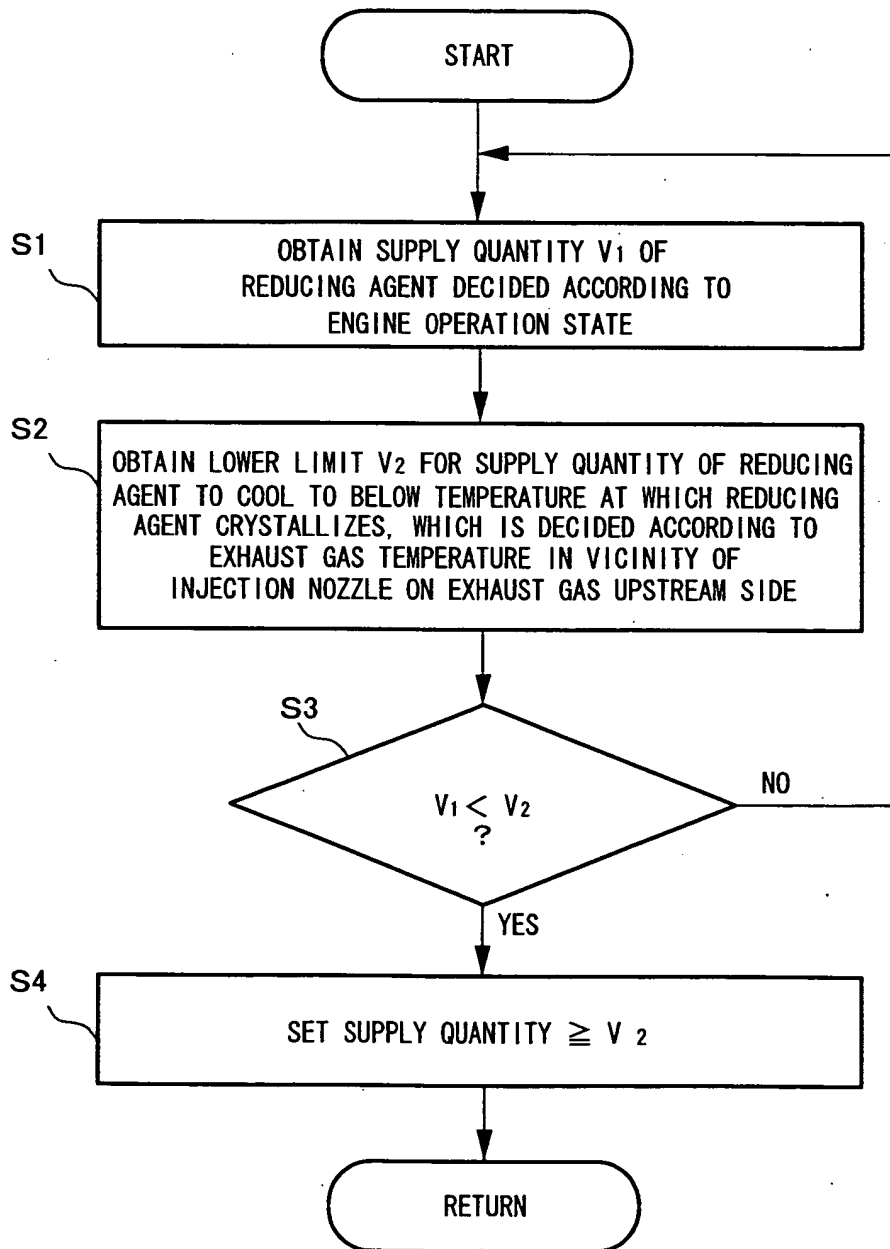 START
S1
OBTAIN SUPPLY QUANTITY V1 OF
REDUCING AGENT DECIDED ACCORDING TO
ENGINE OPERATION STATE
S2
OBTAIN LOWER LIMIT V2 FOR SUPPLY QUANTITY OF REDUCING
AGENT TO COOL TO BELOW TEMPERATURE AT WHICH REDUCING
AGENT CRYSTALLIZES, WHICH IS DECIDED ACCORDING TO
EXHAUST GAS TEMPERATURE IN VICINITY OF
INJECTION NOZZLE ON EXHAUST GAS UPSTREAM SIDE
S3
V1 < V2
?
NO
YES
S4
SET SUPPLY QUANTITY ≧ V 2
RETURN